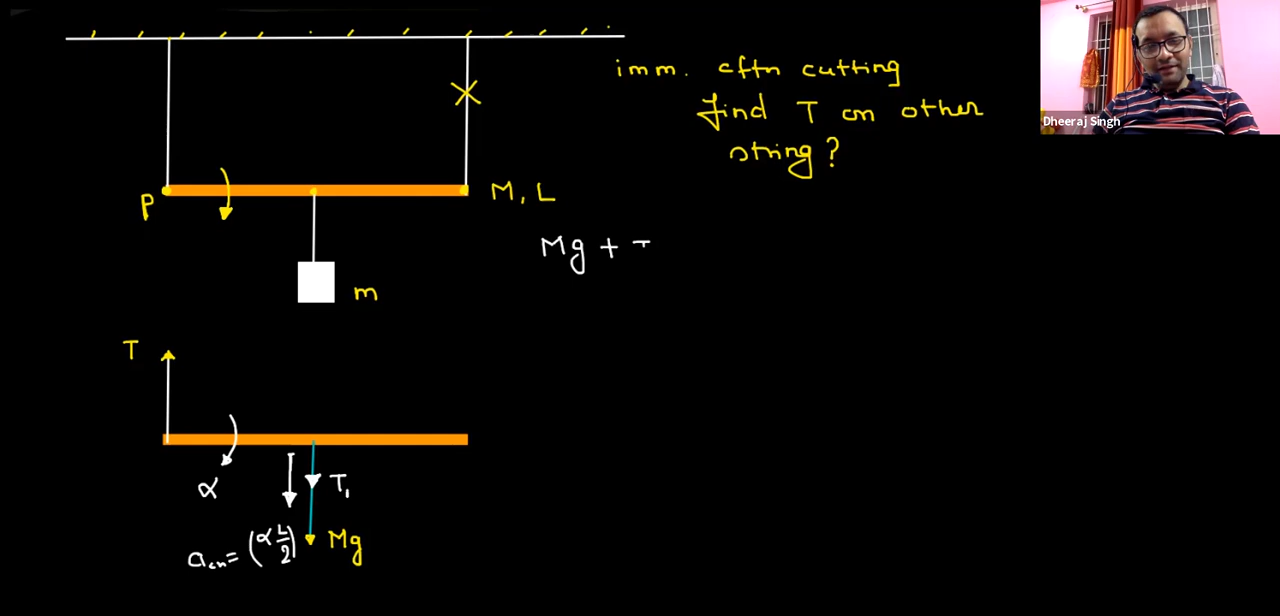 imm. aftr cutting
find T on other
string?
Dheeraj Singh
P
M, L
Mg +
m
T
α
T₁
a_cm = (α L/2)
Mg